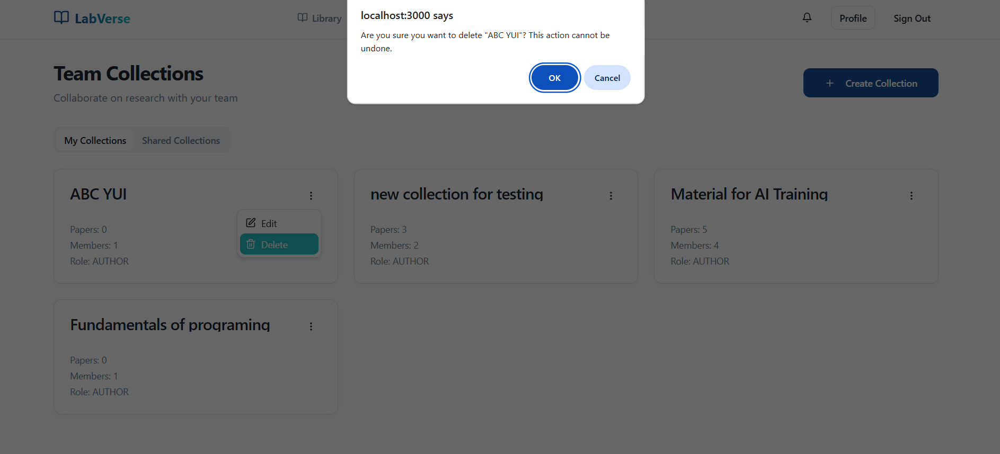 LabVerse
Library
Profile
Sign Out
localhost:3000 says
Are you sure you want to delete "ABC YUI"? This action cannot be
undone.
OK
Cancel
Team Collections
Collaborate on research with your team
Create Collection
My Collections
Shared Collections
ABC YUI
Edit
Delete
Papers: 0
Members: 1
Role: AUTHOR
new collection for testing
Papers: 3
Members: 2
Role: AUTHOR
Material for AI Training
Papers: 5
Members: 4
Role: AUTHOR
Fundamentals of programing
Papers: 0
Members: 1
Role: AUTHOR